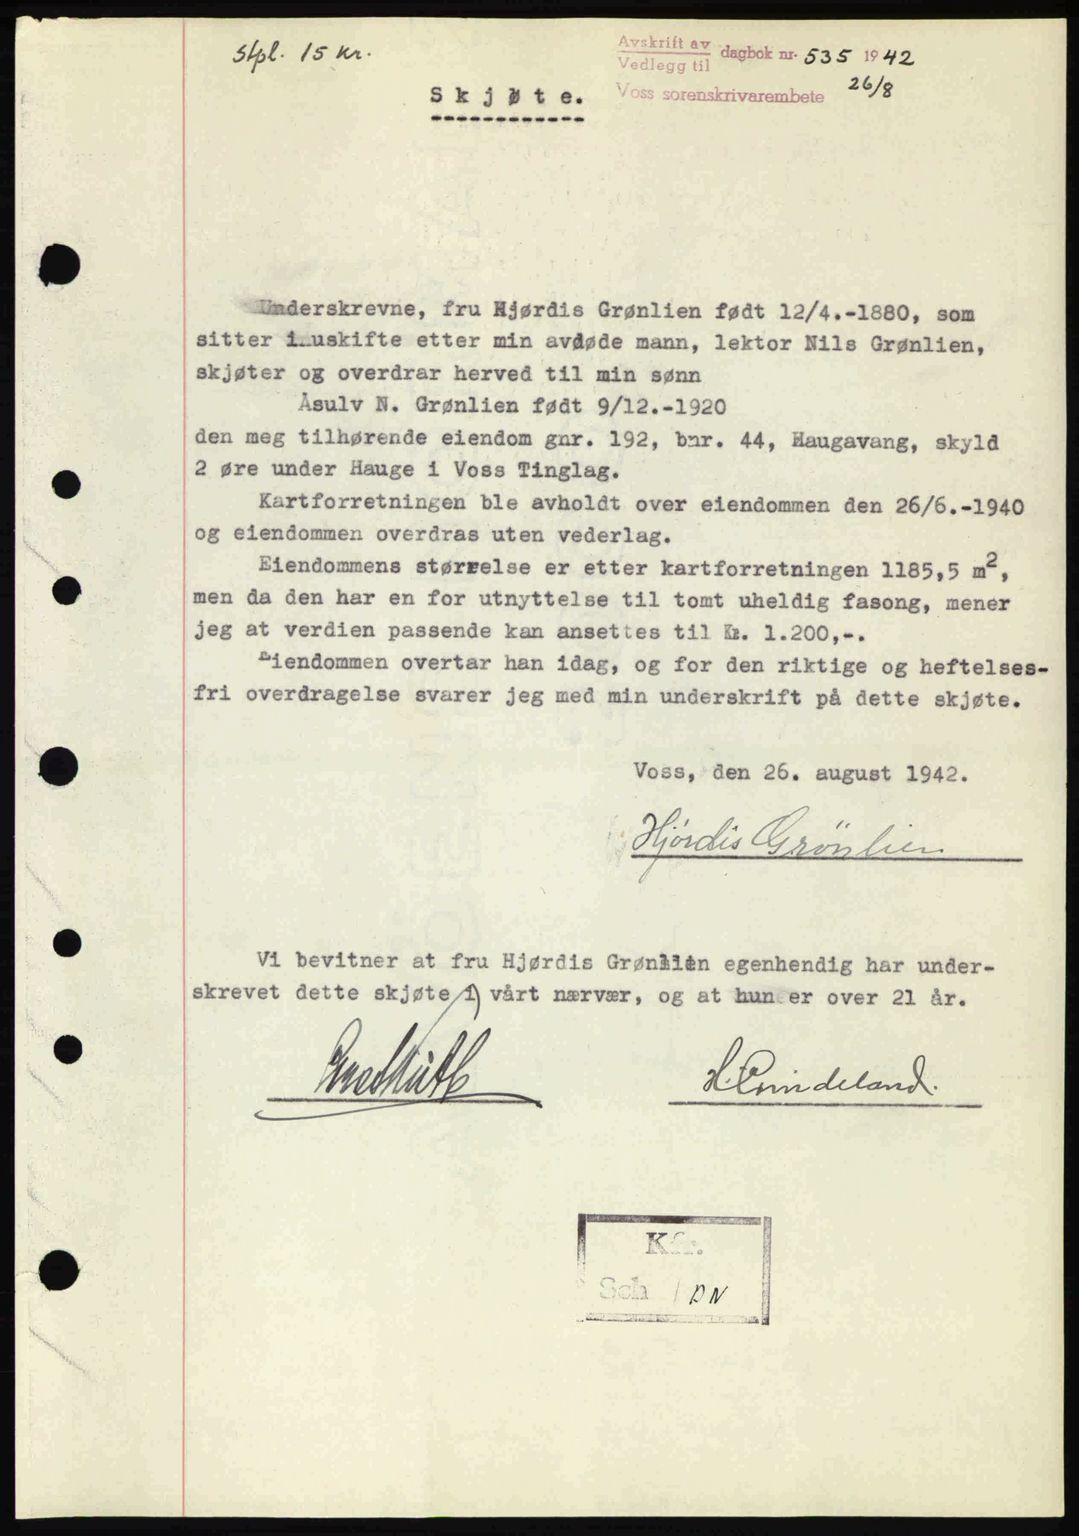 Stpl. 15 kr.
Avskrift av
Vedlegg til
dagbok nr. 535 1942
Voss sorenskrivarembete 26/8
Skjøte.
Underskrevne, fru Hjørdis Grønlien født 12/4.-1880, som
sitter i uskifte etter min avdøde mann, lektor Nils Grønlien,
skjøter og overdrar herved til min sønn
Åsulv N. Grønlien født 9/12.-1920
den meg tilhørende eiendom gnr. 192, bnr. 44, Haugavang, skyld
2 øre under Hauge i Voss Tinglag.
Kartforretningen ble avholdt over eiendommen den 26/6.-1940
og eiendommen overdras uten vederlag.
Eiendommens størrelse er etter kartforretningen 1185,5 m²,
men da den har en for utnyttelse til tomt uheldig fasong, mener
jeg at verdien passende kan ansettes til Kr. 1.200,-.
Eiendommen overtar han idag, og for den riktige og heftelses-
fri overdragelse svarer jeg med min underskrift på dette skjøte.
Voss, den 26. august 1942.
Hjördis Grönlien
Vi bevitner at fru Hjørdis Grønlien egenhendig har under-
skrevet dette skjøte i vårt nærvær, og at hun er over 21 år.
Kfr.
Sch / DN